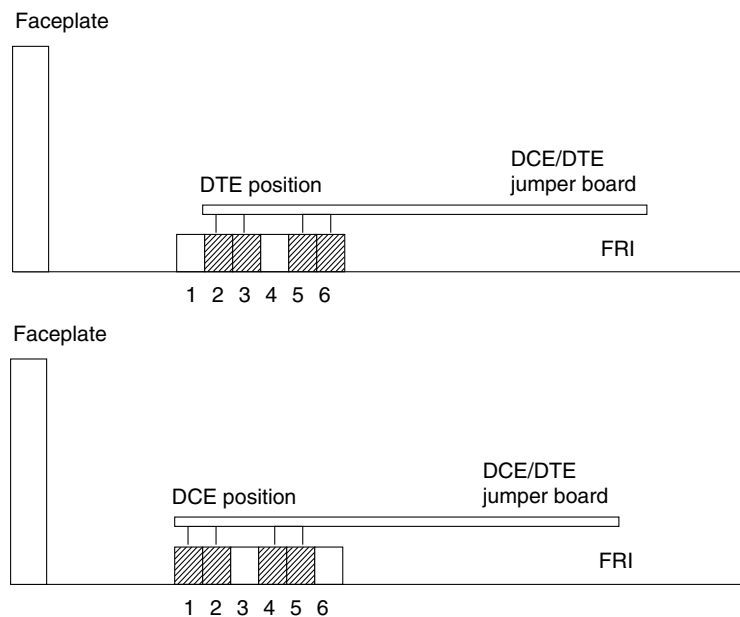 Faceplate
DCE/DTE
DTE position jumper board
FRI
1 2 3 4 5 6
Faceplate
DCE/DTE
DCE position jumper board
FRI
1 2 3 4 5 6